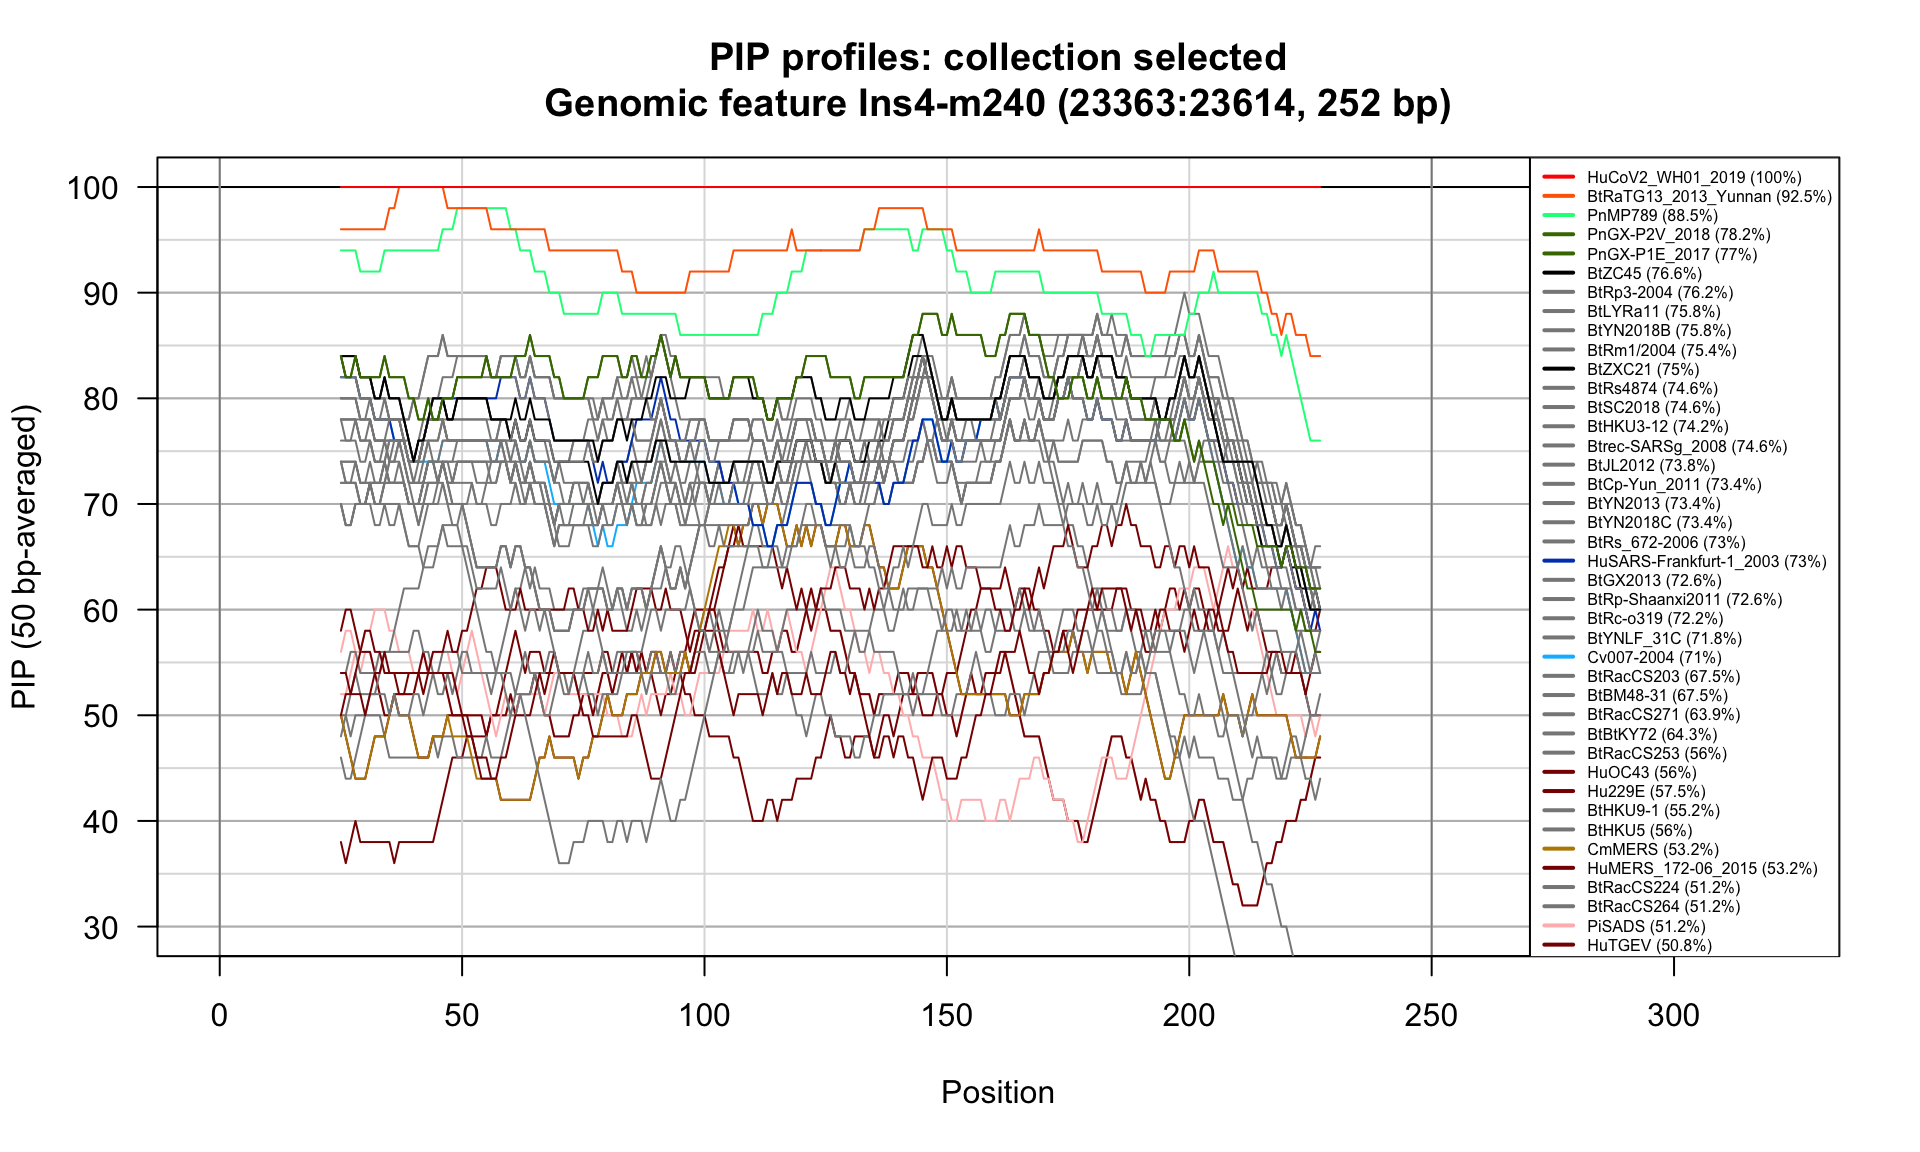 PIP profiles: collection selected
Genomic feature Ins4-m240 (23363:23614, 252 bp)
PIP (50 bp-averaged)
100
90
80
70
60
50
40
30
0
50
100
150
200
250
300
Position
HuCoV2_WH01_2019 (100%)
BtRaTG13_2013_Yunnan (92.5%)
PnMP789 (88.5%)
PnGX-P2V_2018 (78.2%)
PnGX-P1E_2017 (77%)
BtZC45 (76.6%)
BtRp3-2004 (76.2%)
BtLYRa11 (75.8%)
BtYN2018B (75.8%)
BtRm1/2004 (75.4%)
BtZXC21 (75%)
BtRs4874 (74.6%)
BtSC2018 (74.6%)
BtHKU3-12 (74.2%)
Btrec-SARSg_2008 (74.6%)
BtJL2012 (73.8%)
BtCp-Yun_2011 (73.4%)
BtYN2013 (73.4%)
BtYN2018C (73.4%)
BtRs_672-2006 (73%)
HuSARS-Frankfurt-1_2003 (73%)
BtGX2013 (72.6%)
BtRp-Shaanxi2011 (72.6%)
BtRc-o319 (72.2%)
BtYNLF_31C (71.8%)
Cv007-2004 (71%)
BtRacCS203 (67.5%)
BtBM48-31 (67.5%)
BtRacCS271 (63.9%)
BtBtKY72 (64.3%)
BtRacCS253 (56%)
HuOC43 (56%)
Hu229E (57.5%)
BtHKU9-1 (55.2%)
BtHKU5 (56%)
CmMERS (53.2%)
HuMERS_172-06_2015 (53.2%)
BtRacCS224 (51.2%)
BtRacCS264 (51.2%)
PiSADS (51.2%)
HuTGEV (50.8%)